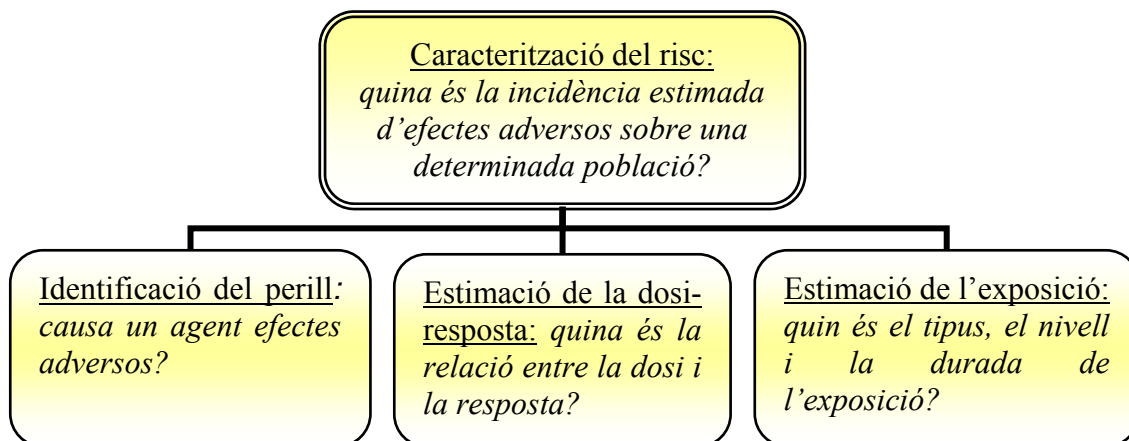 Caracterització del risc:
quina és la incidència estimada
d’efectes adversos sobre una
determinada població?
Identificació del perill:
causa un agent efectes
adversos?
Estimació de la dosi-
resposta: quina és la
relació entre la dosi i
la resposta?
Estimació de l’exposició:
quin és el tipus, el nivell
i la durada de
l’exposició?